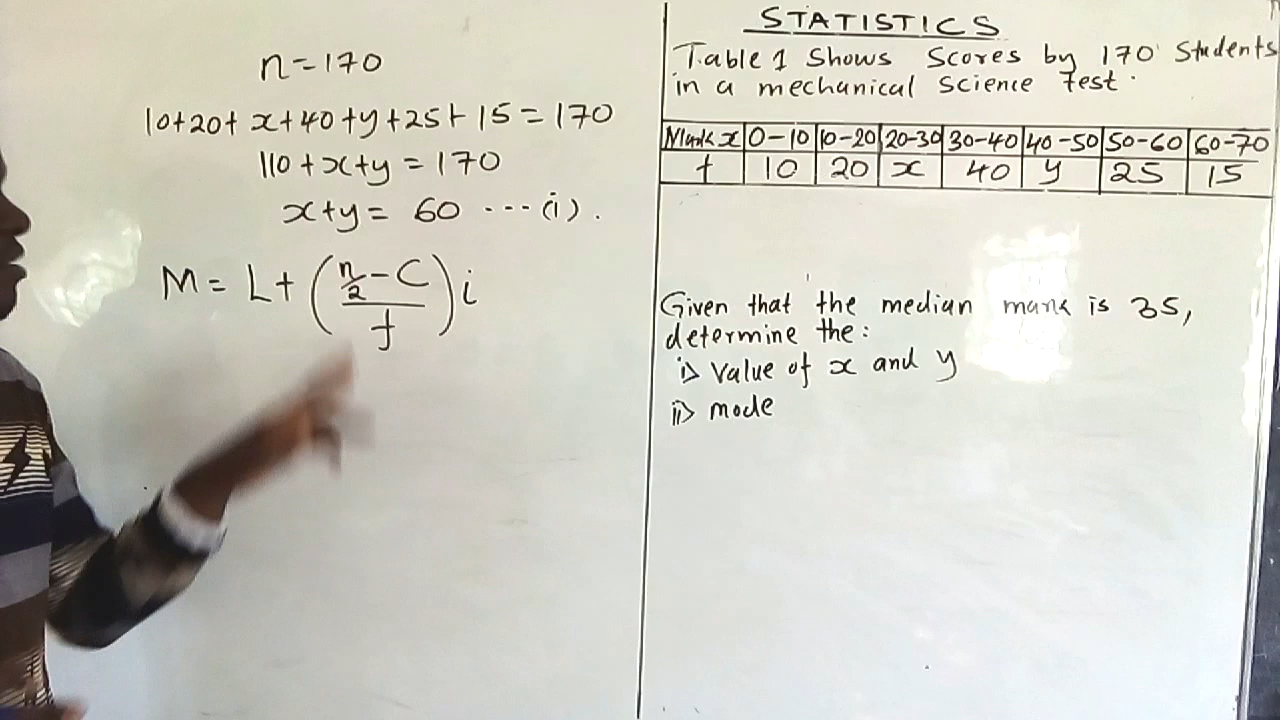 n = 170
10+20+ x+40+y+25+ 15 = 170
110 + x+y = 170
x+y = 60 ---(i).
M = L+ ( (n/2 - C) / f ) i
STATISTICS
Table 1 Shows Scores by 170 Students
in a mechanical Science test.
Mark x 0-10 10-20 20-30 30-40 40-50 50-60 60-70
f 10 20 x 40 y 25 15
Given that the median mark is 35,
determine the:
i> Value of x and y
ii> mode